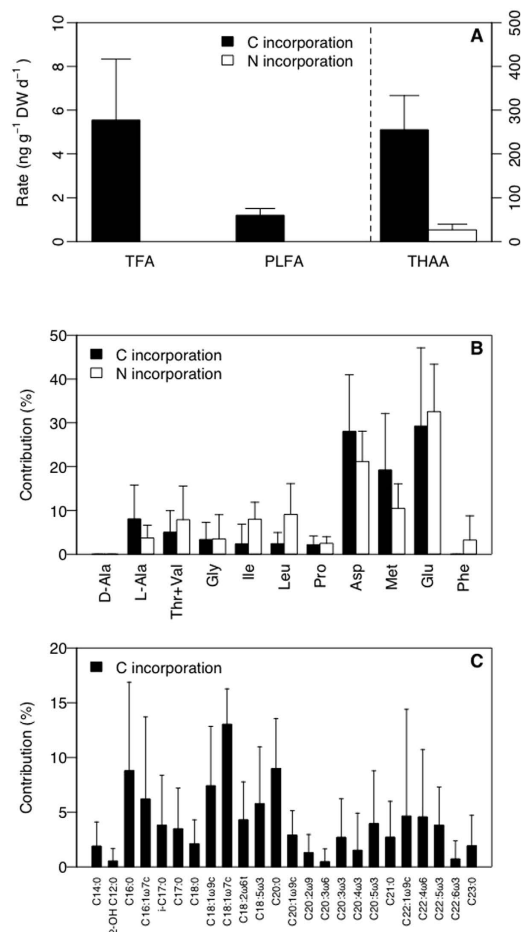 A
C incorporation
N incorporation
Rate (ng g⁻¹ DW d⁻¹)
0 2 4 6 8 10
0 100 200 300 400 500
TFA PLFA THAA
B
C incorporation
N incorporation
Contribution (%)
0 10 20 30 40 50
D-Ala L-Ala Thr+Val Gly Ile Leu Pro Asp Met Glu Phe
C
C incorporation
Contribution (%)
0 5 10 15 20
C14:0 2-OH C12:0 C16:0 C16:1ω7c i-C17:0 C17:0 C18:0 C18:1ω9c C18:1ω7c C18:2ω6t C18:5ω3 C20:0 C20:1ω9c C20:2ω9 C20:3ω6 C20:3ω3 C20:4ω3 C20:5ω3 C21:0 C22:1ω9c C22:4ω6 C22:5ω3 C22:6ω3 C23:0